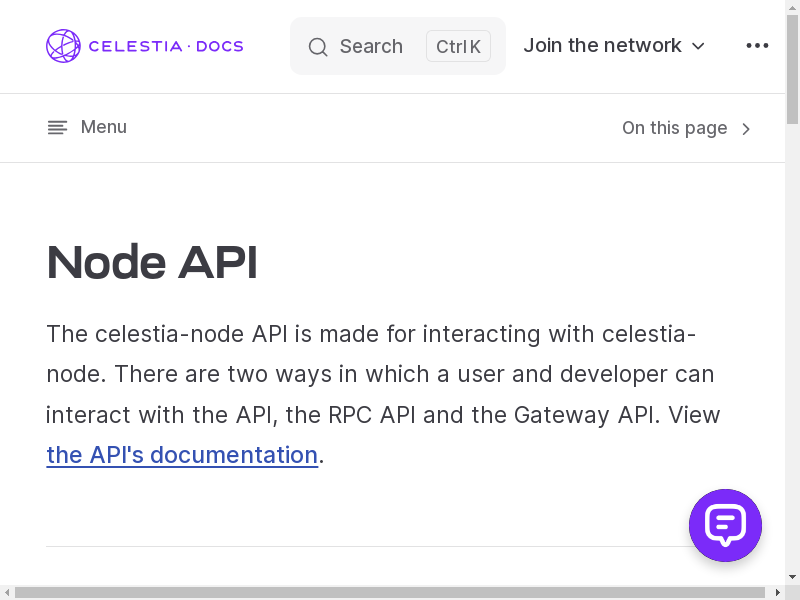 CELESTIA · DOCS
Search
Ctrl K
Join the network
Menu
On this page
Node API
The celestia-node API is made for interacting with celestia-
node. There are two ways in which a user and developer can
interact with the API, the RPC API and the Gateway API. View
the API's documentation.